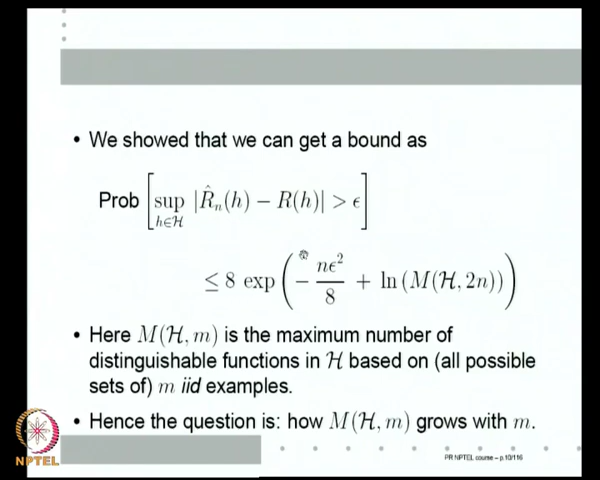 • We showed that we can get a bound as
Prob [ sup_{h∈ℋ} |R̂_n(h) − R(h)| > ϵ ]
≤ 8 exp ( − nϵ²/8 + ln (M(ℋ, 2n)) )
• Here M(ℋ, m) is the maximum number of
distinguishable functions in ℋ based on (all possible
sets of) m iid examples.
• Hence the question is: how M(ℋ, m) grows with m.
NPTEL
PR NPTEL course – p.10/116